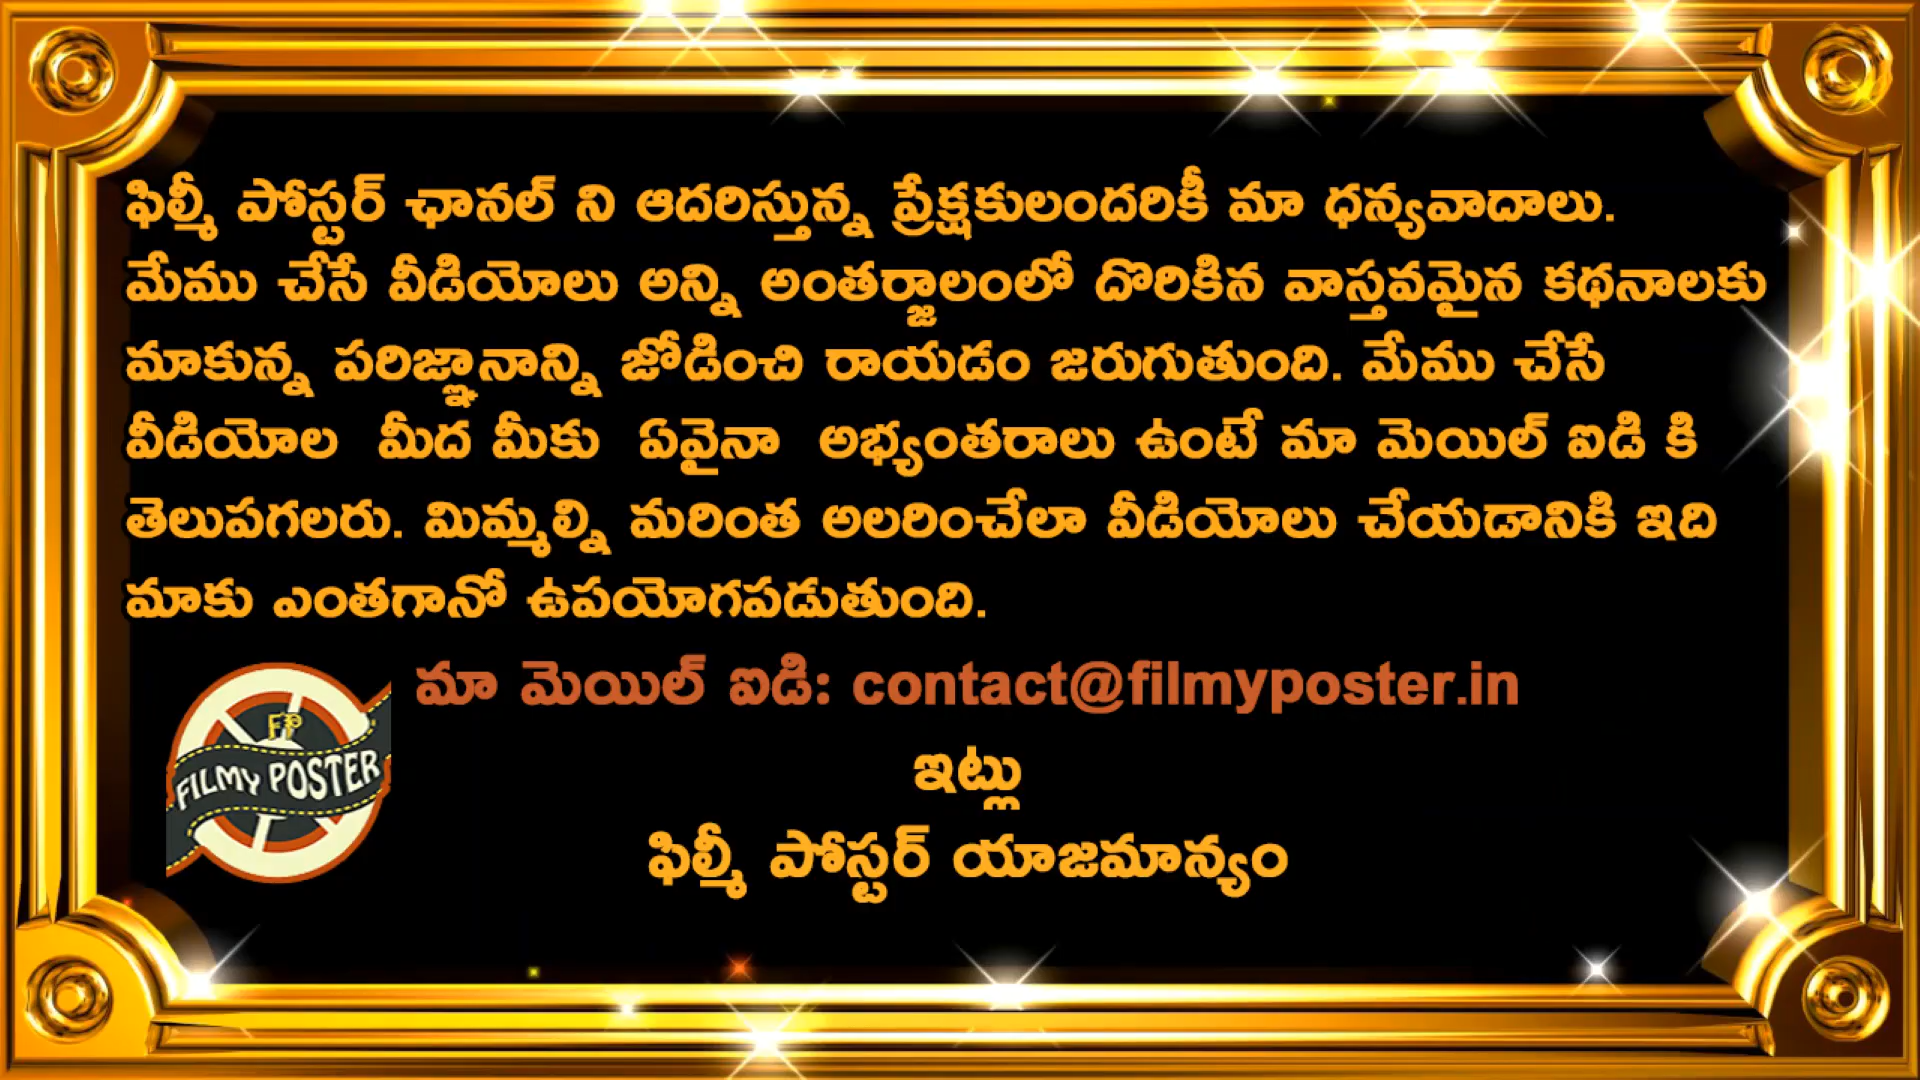 ఫిల్మీ పోస్టర్ ఛానల్ ని ఆదరిస్తున్న ప్రేక్షకులందరికీ మా ధన్యవాదాలు.
మేము చేసే వీడియోలు అన్ని అంతర్జాలంలో దొరికిన వాస్తవమైన కథనాలకు
మాకున్న పరిజ్ఞానాన్ని జోడించి రాయడం జరుగుతుంది. మేము చేసే
వీడియోల మీద మీకు ఏవైనా అభ్యంతరాలు ఉంటే మా మెయిల్ ఐడి కి
తెలుపగలరు. మిమ్మల్ని మరింత అలరించేలా వీడియోలు చేయడానికి ఇది
మాకు ఎంతగానో ఉపయోగపడుతుంది.
మా మెయిల్ ఐడి: contact@filmyposter.in
FP
FILMY POSTER
ఇట్లు
ఫిల్మీ పోస్టర్ యాజమాన్యం